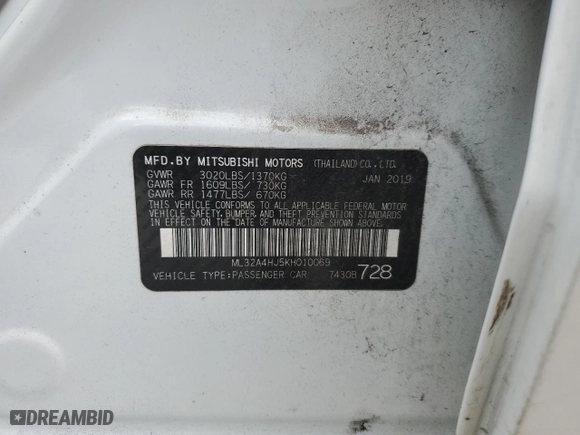 MFD.BY MITSUBISHI MOTORS (THAILAND) CO., LTD.
GVWR 3020LBS/1370KG JAN 2019
GAWR FR 1609LBS/ 730KG
GAWR RR 1477LBS/ 670KG
THIS VEHICLE CONFORMS TO ALL APPLICABLE FEDERAL MOTOR
VEHICLE SAFETY, BUMPER, AND THEFT PREVENTION STANDARDS
IN EFFECT ON THE DATE OF MANUFACTURE SHOWN ABOVE.
ML32A4HJ5KH010069
VEHICLE TYPE:PASSENGER CAR 7430B 728
DREAMBID